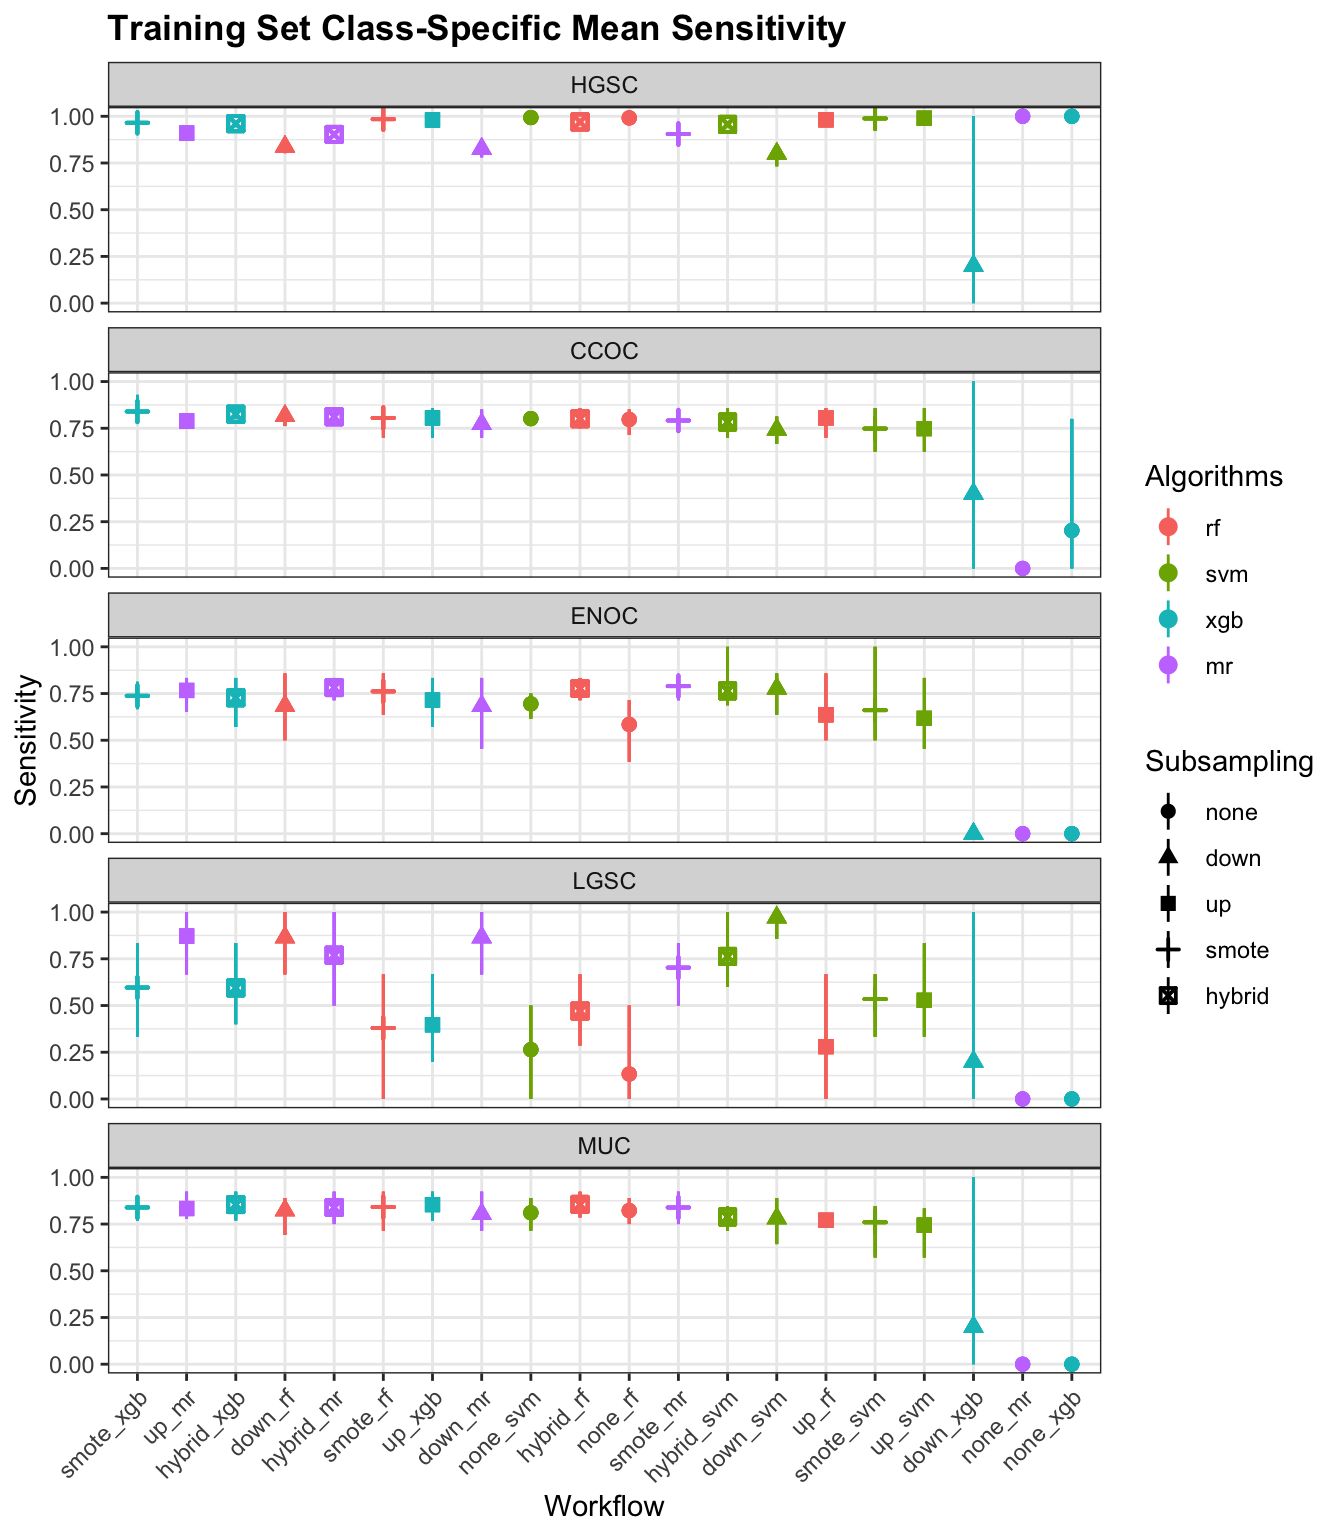 Training Set Class-Specific Mean Sensitivity
HGSC
1.00
0.75
0.50
0.25
0.00
CCOC
1.00
0.75
0.50
0.25
0.00
ENOC
1.00
0.75
0.50
0.25
0.00
LGSC
1.00
0.75
0.50
0.25
0.00
MUC
1.00
0.75
0.50
0.25
0.00
Sensitivity
smote_xgb
up_mr
hybrid_xgb
down_rf
hybrid_mr
smote_rf
up_xgb
down_mr
none_svm
hybrid_rf
none_rf
smote_mr
hybrid_svm
down_svm
up_rf
smote_svm
up_svm
down_xgb
none_mr
none_xgb
Workflow
Algorithms
rf
svm
xgb
mr
Subsampling
none
down
up
smote
hybrid